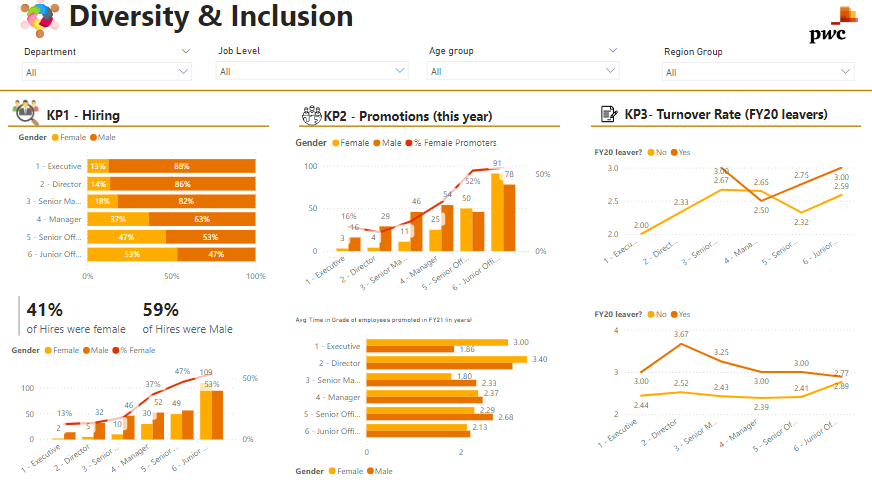 Diversity & Inclusion
pwc
Department
Job Level
Age group
Region Group
All
All
All
All
KP1 - Hiring
Gender Female Male
1 - Executive 13% 88%
2 - Director 14% 86%
3 - Senior Ma... 18% 82%
4 - Manager 37% 63%
5 - Senior Off... 47% 53%
6 - Junior Off... 53% 47%
0% 50% 100%
41% 59%
of Hires were female of Hires were Male
Gender Female Male % Female
100
50
0
50%
0%
13% 37% 47% 53%
2 32 46 52 109
5 10 30 49
1 - Executive
2 - Director
3 - Senior ...
4 - Manager
5 - Senior ...
6 - Junior ...
KP2 - Promotions (this year)
Gender Female Male % Female Promoters
100
50
0
50%
0%
16% 52%
3 16 4 29 11 46 25 54 50 91 78
1 - Executive
2 - Director
3 - Senior Ma...
4 - Manager
5 - Senior Off...
6 - Junior Offi...
Avg Time in Grade of employees promoted in FY21 (in years)
1 - Executive 3.00 1.86
2 - Director 3.40
3 - Senior Ma... 1.80 2.33
4 - Manager 2.37
5 - Senior Offi... 2.29 2.68
6 - Junior Offi... 2.13
0 2
Gender Female Male
KP3- Turnover Rate (FY20 leavers)
FY20 leaver? No Yes
3.0
2.5
2.0
2.00 2.33 2.67 2.65 2.32 2.59
3.00 2.50 2.75 3.00
1 - Execu...
2 - Direct...
3 - Senior...
4 - Mana...
5 - Senior...
6 - Junior...
FY20 leaver? No Yes
4
3
2
3.00 3.67 3.25 3.00 3.00
2.44 2.52 2.43 2.39 2.41 2.77
2.89
1 - Executive
2 - Director
3 - Senior M...
4 - Manager
5 - Senior Of...
6 - Junior Of...